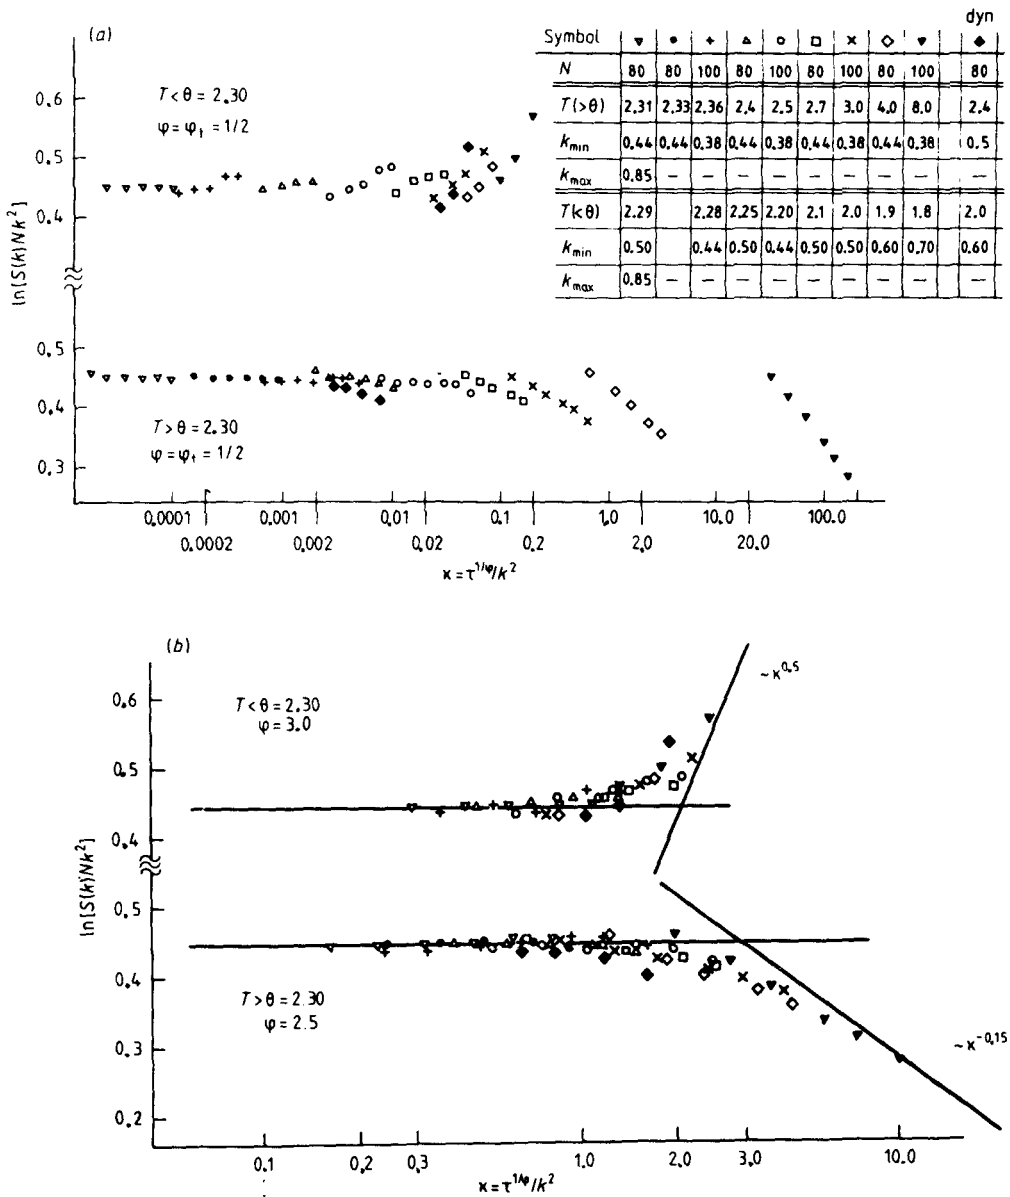 (a)
T < θ = 2.30
φ = φₜ = 1/2
dyn
Symbol ▽ ● + △ ○ □ × ◇ ▼ ◆
N 80 80 100 80 100 80 100 80 100 80
T(>θ) 2.31 2.33 2.36 2.4 2.5 2.7 3.0 4.0 8.0 2.4
kmin 0.44 0.44 0.38 0.44 0.38 0.44 0.38 0.44 0.38 0.5
kmax 0.85 — — — — — — — — —
T(<θ) 2.29 2.28 2.25 2.20 2.1 2.0 1.9 1.8 2.0
kmin 0.50 0.44 0.50 0.44 0.50 0.50 0.60 0.70 0.60
kmax 0.85 — — — — — — — — —
0.6
0.5
0.4
ln[S(k)Nk²]
0.5
0.4
0.3
T > θ = 2.30
φ = φₜ = 1/2
0.0001 0.001 0.01 0.1 1.0 10.0 100.0
0.0002 0.002 0.02 0.2 2.0 20.0
κ = τ^1/φ/k²
(b)
T < θ = 2.30
φ = 3.0
~κ^0.5
0.6
0.5
0.4
ln[S(k)Nk²]
0.5
0.4
0.3
0.2
T > θ = 2.30
φ = 2.5
~κ^-0.15
0.1 0.2 0.3 1.0 2.0 3.0 10.0
κ = τ^1/φ/k²